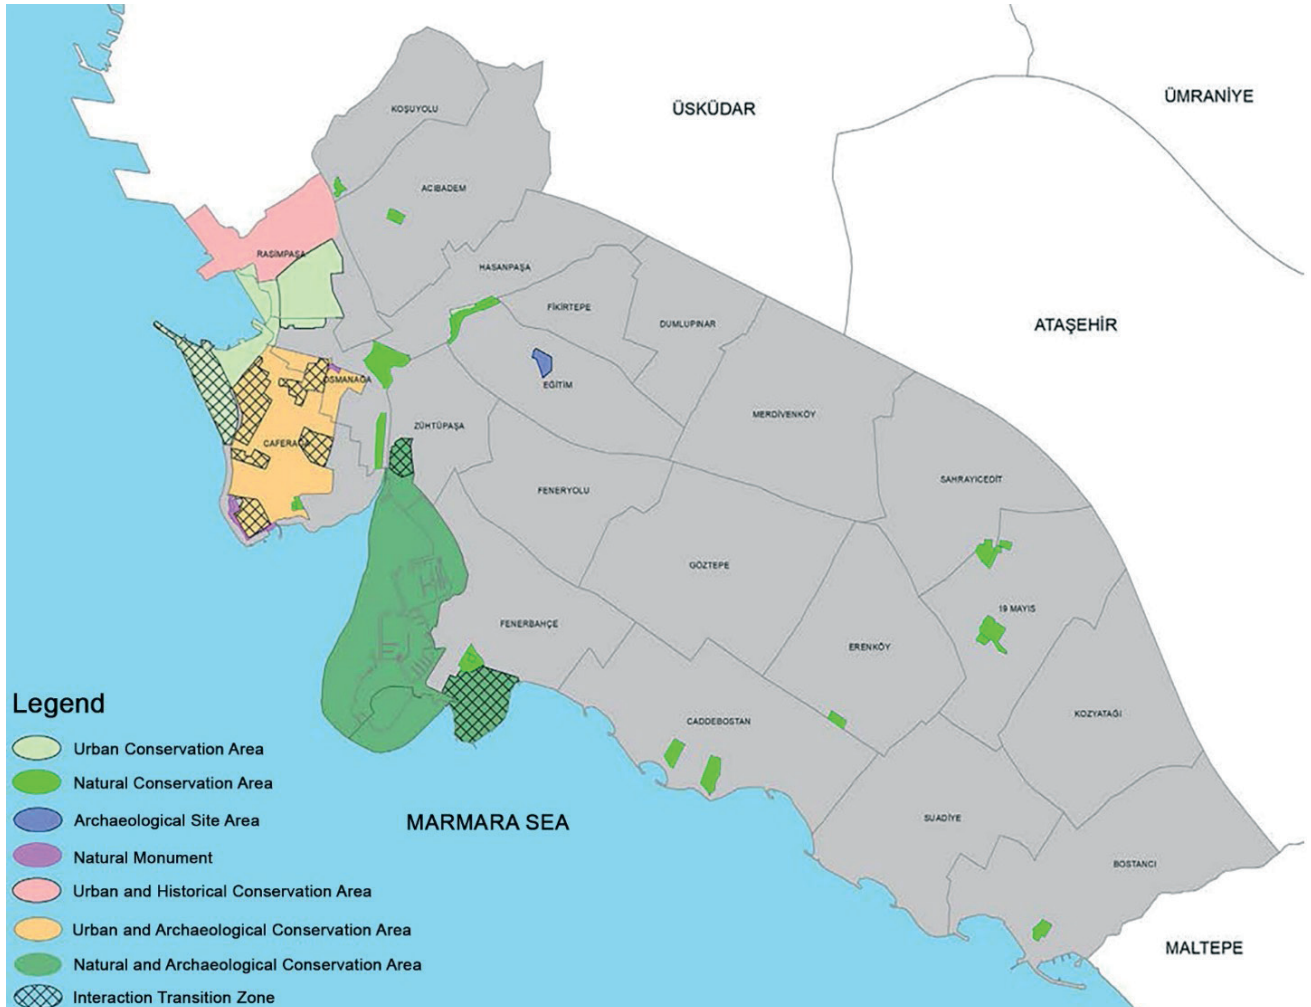 KOŞUYOLU
ÜMRANİYE
ÜSKÜDAR
ACIBADEM
RASİMPAŞA
HASANPAŞA
FİKİRTEPE
DUMLUPINAR
ATAŞEHİR
OSMANAĞA
EĞİTİM
MERDİVENKÖY
ZÜHTÜPAŞA
CAFERAĞA
SAHRAYICEDİT
FENERYOLU
GÖZTEPE
19 MAYIS
FENERBAHÇE
ERENKÖY
KOZYATAĞI
CADDEBOSTAN
SUADİYE
MARMARA SEA
BOSTANCI
MALTEPE
Legend
Urban Conservation Area
Natural Conservation Area
Archaeological Site Area
Natural Monument
Urban and Historical Conservation Area
Urban and Archaeological Conservation Area
Natural and Archaeological Conservation Area
Interaction Transition Zone